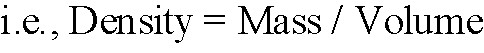 i.e., Density = Mass / Volume